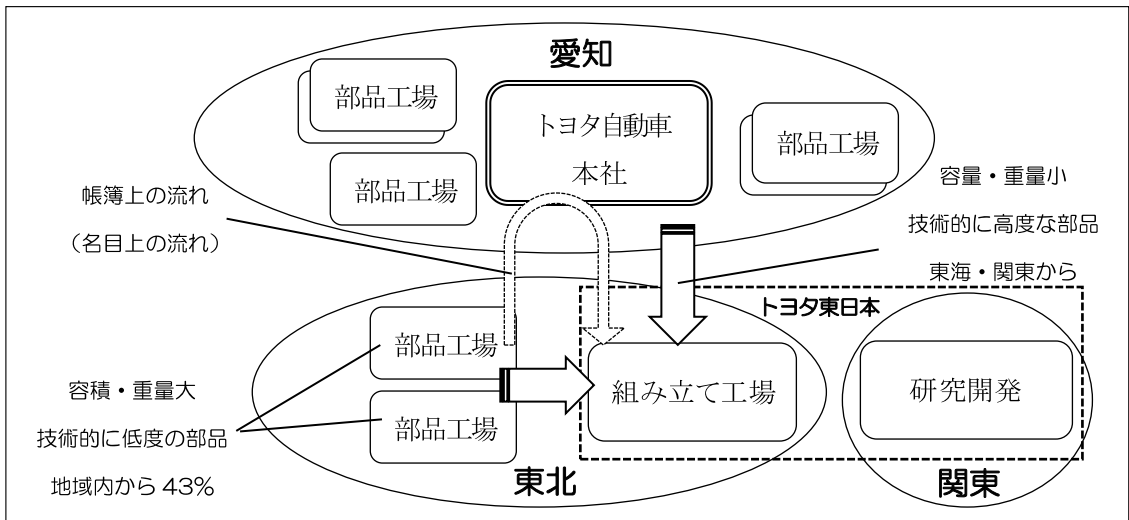 愛知
部品工場
トヨタ自動車
本社
部品工場
部品工場
帳簿上の流れ
（名目上の流れ）
容量・重量小
技術的に高度な部品
東海・関東から
トヨタ東日本
部品工場
部品工場
組み立て工場
研究開発
容積・重量大
技術的に低度の部品
地域内から 43%
東北
関東